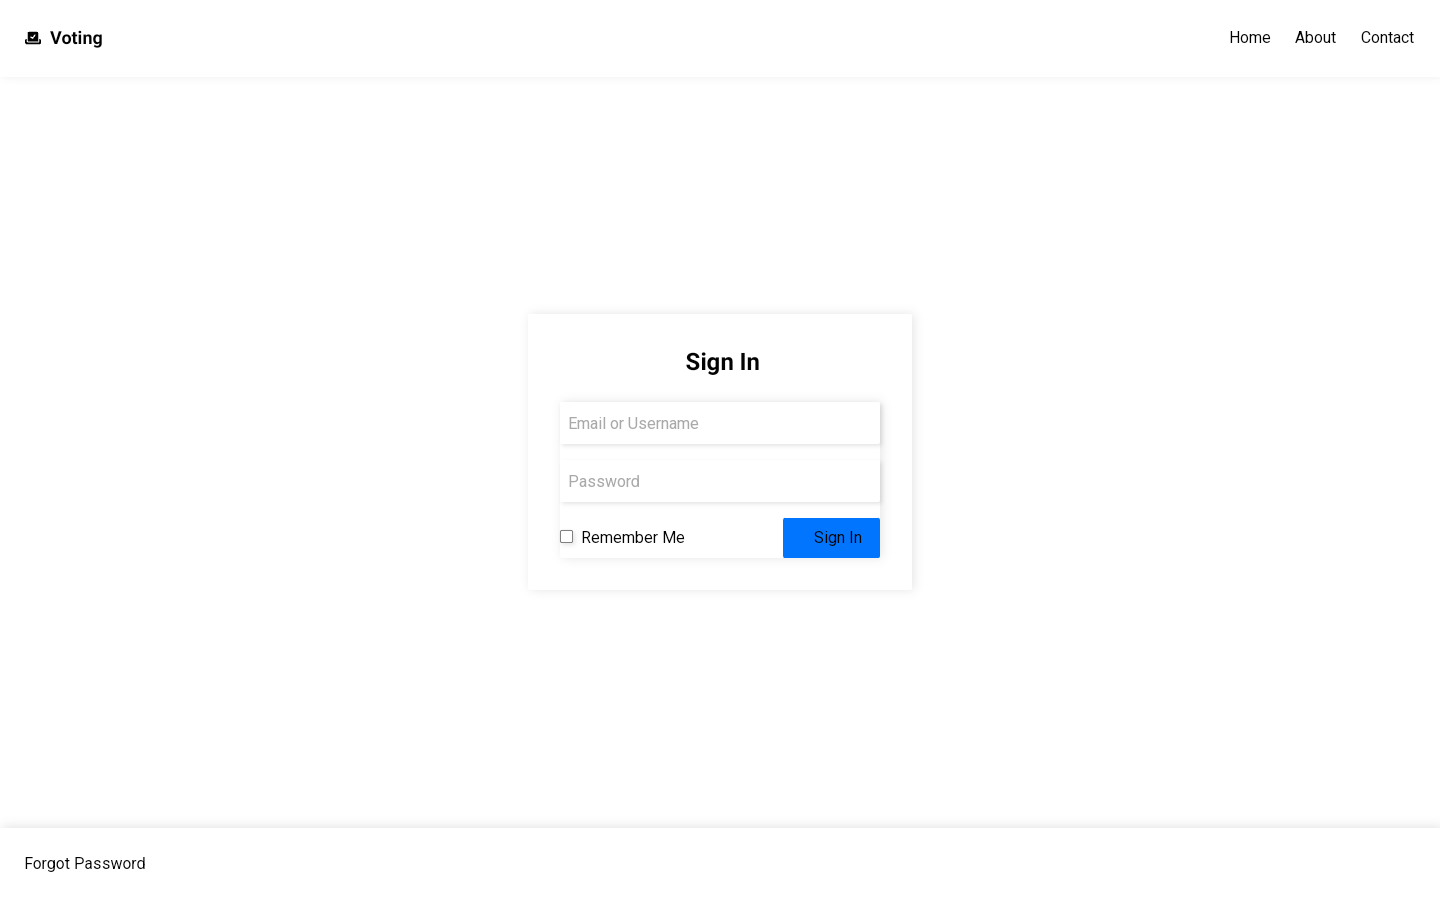 Voting
Home About Contact
Sign In
Email or Username
Password
Remember Me
Sign In
Forgot Password